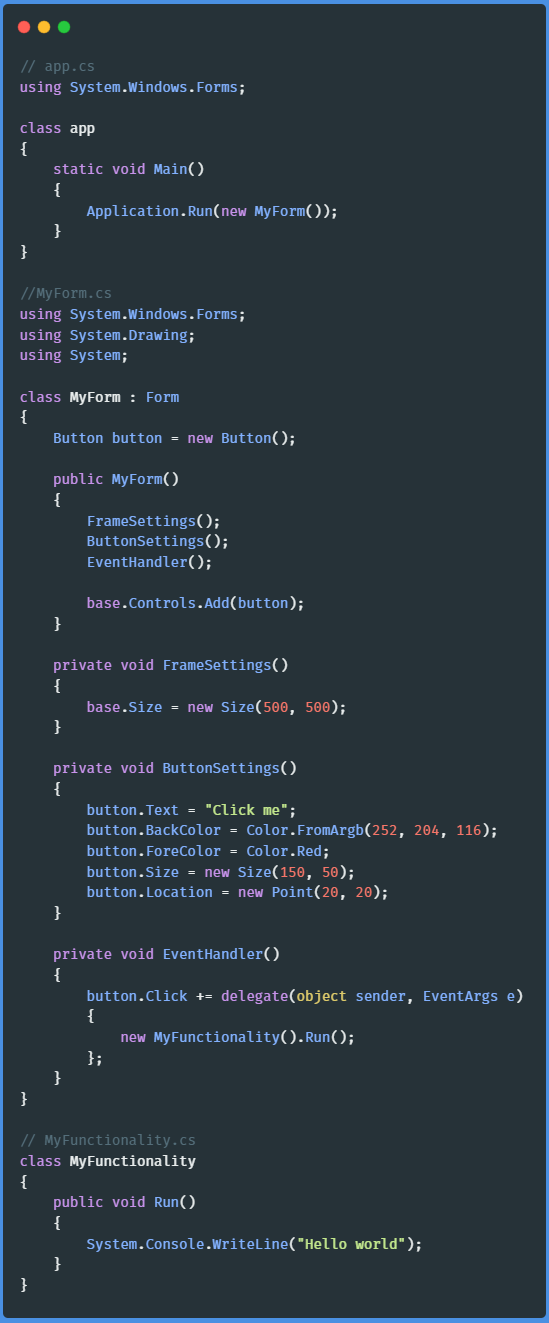 // app.cs
using System.Windows.Forms;

class app
{
    static void Main()
    {
        Application.Run(new MyForm());
    }
}

//MyForm.cs
using System.Windows.Forms;
using System.Drawing;
using System;

class MyForm : Form
{
    Button button = new Button();

    public MyForm()
    {
        FrameSettings();
        ButtonSettings();
        EventHandler();

        base.Controls.Add(button);
    }

    private void FrameSettings()
    {
        base.Size = new Size(500, 500);
    }

    private void ButtonSettings()
    {
        button.Text = "Click me";
        button.BackColor = Color.FromArgb(252, 204, 116);
        button.ForeColor = Color.Red;
        button.Size = new Size(150, 50);
        button.Location = new Point(20, 20);
    }

    private void EventHandler()
    {
        button.Click += delegate(object sender, EventArgs e)
        {
            new MyFunctionality().Run();
        };
    }
}

// MyFunctionality.cs
class MyFunctionality
{
    public void Run()
    {
        System.Console.WriteLine("Hello world");
    }
}